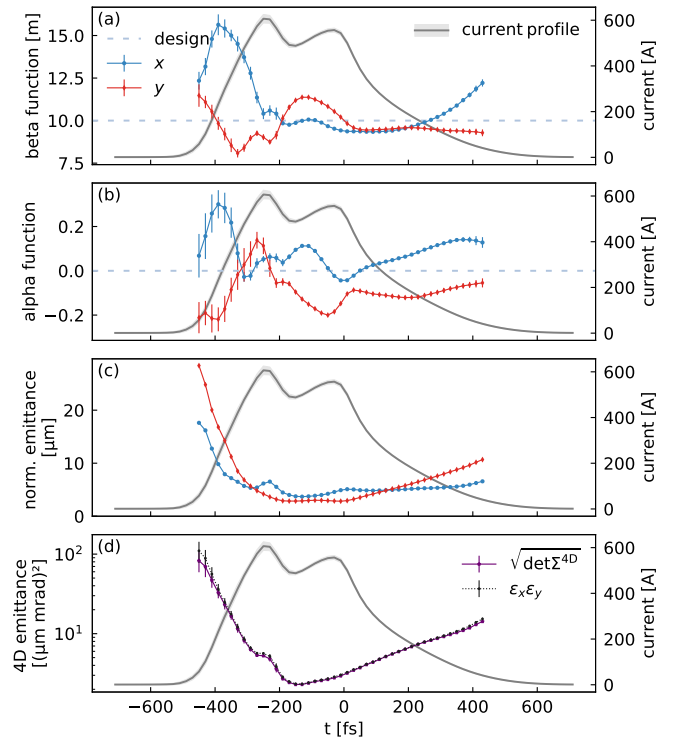 (a)
design
x
y
current profile
15.0
12.5
10.0
7.5
beta function [m]
600
400
200
0
current [A]
(b)
0.2
0.0
−0.2
alpha function
600
400
200
0
current [A]
(c)
20
10
0
norm. emittance
[μm]
600
400
200
0
current [A]
(d)
√detΣ⁴ᴰ
εₓεᵧ
10²
10¹
4D emittance
[(μm mrad)²]
600
400
200
0
current [A]
−600
−400
−200
0
200
400
600
t [fs]